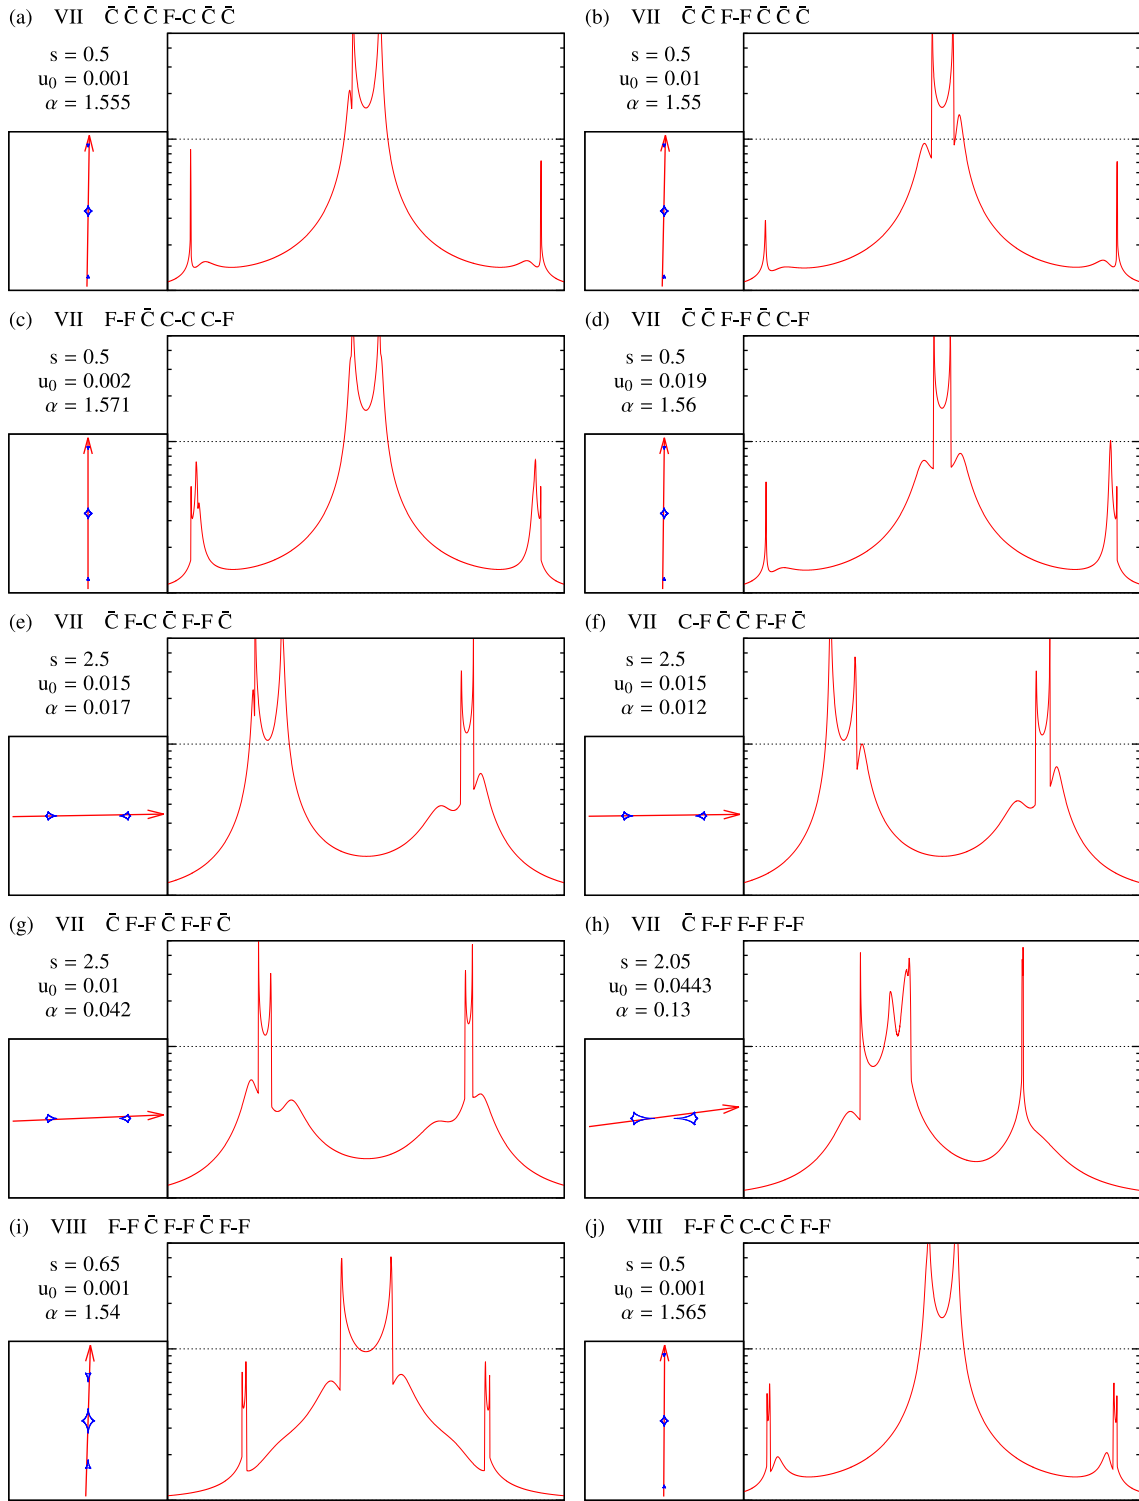 (a) VII C̄ C̄ C̄ F-C C̄ C̄
s = 0.5
u₀ = 0.001
α = 1.555
(b) VII C̄ C̄ F-F C̄ C̄ C̄
s = 0.5
u₀ = 0.01
α = 1.55
(c) VII F-F C̄ C-C C-F
s = 0.5
u₀ = 0.002
α = 1.571
(d) VII C̄ C̄ F-F C̄ C-F
s = 0.5
u₀ = 0.019
α = 1.56
(e) VII C̄ F-C C̄ F-F C̄
s = 2.5
u₀ = 0.015
α = 0.017
(f) VII C-F C̄ C̄ F-F C̄
s = 2.5
u₀ = 0.015
α = 0.012
(g) VII C̄ F-F C̄ F-F C̄
s = 2.5
u₀ = 0.01
α = 0.042
(h) VII C̄ F-F F-F F-F
s = 2.05
u₀ = 0.0443
α = 0.13
(i) VIII F-F C̄ F-F C̄ F-F
s = 0.65
u₀ = 0.001
α = 1.54
(j) VIII F-F C̄ C-C C̄ F-F
s = 0.5
u₀ = 0.001
α = 1.565